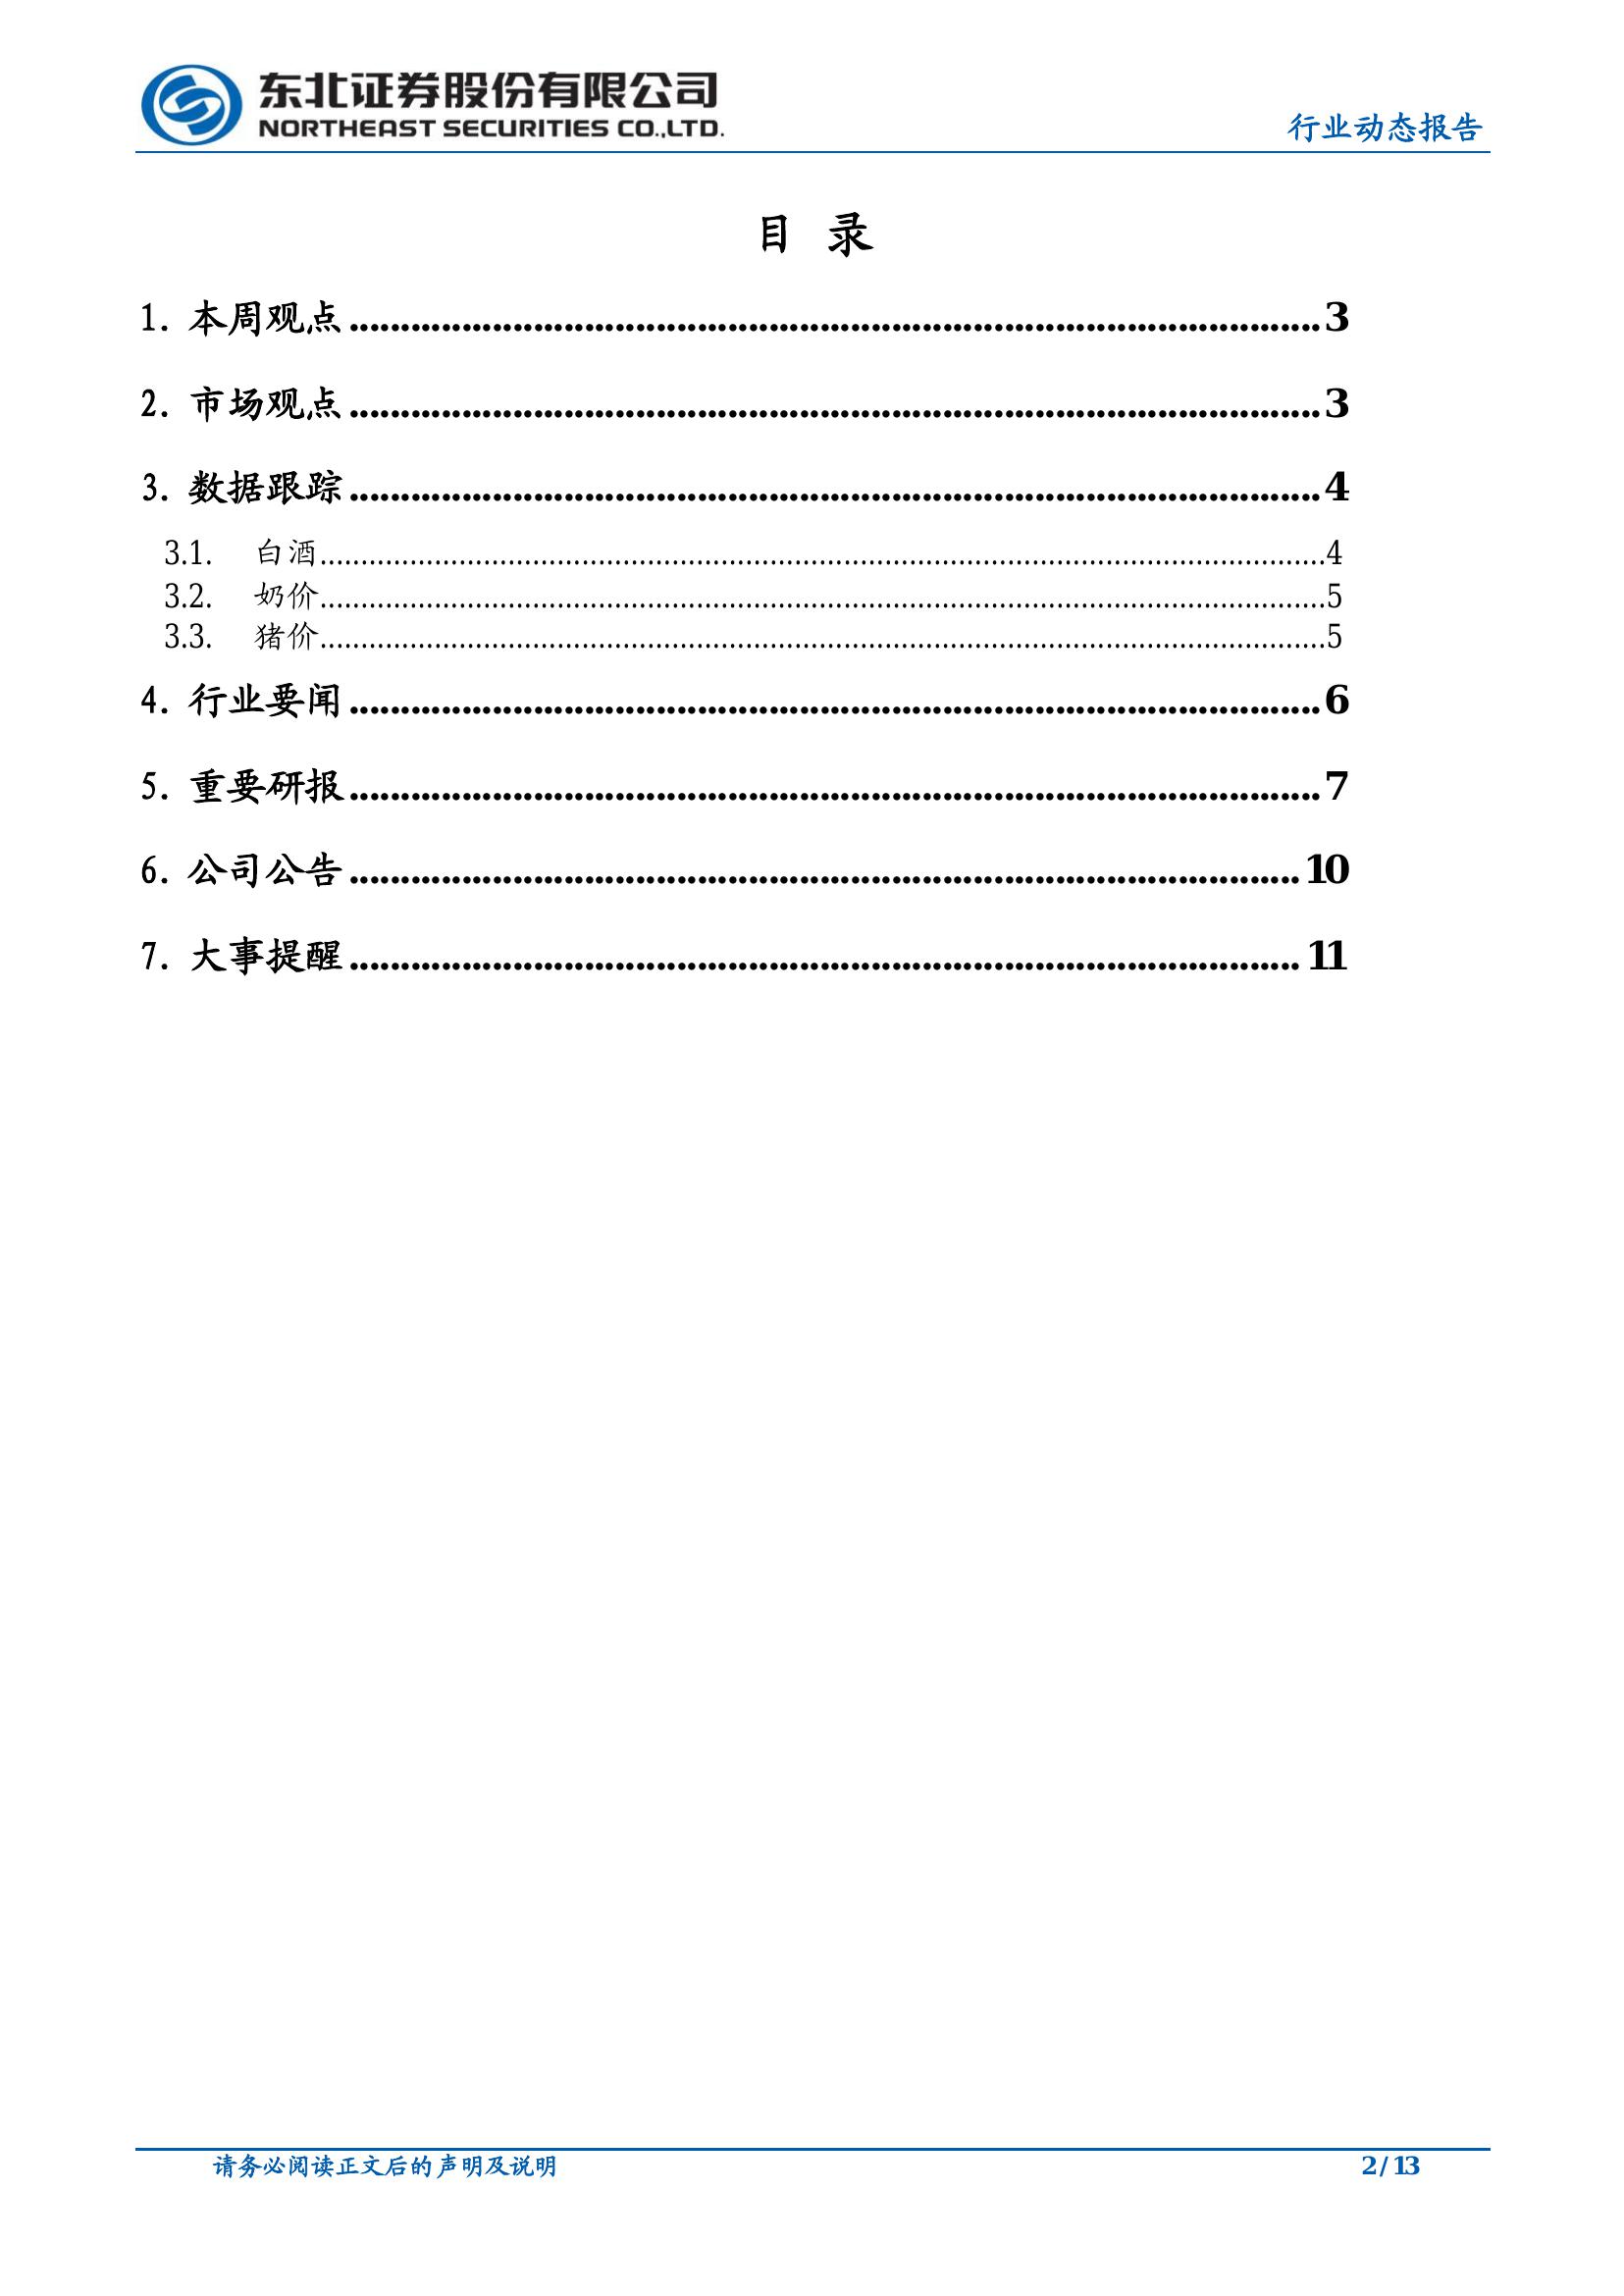 东北证券股份有限公司
NORTHEAST SECURITIES CO.,LTD.
行业动态报告
目 录
1. 本周观点................................................................................................3
2. 市场观点................................................................................................3
3. 数据跟踪................................................................................................4
3.1. 白酒................................................................................................4
3.2. 奶价................................................................................................5
3.3. 猪价................................................................................................5
4. 行业要闻................................................................................................6
5. 重要研报................................................................................................7
6. 公司公告..............................................................................................10
7. 大事提醒..............................................................................................11
请务必阅读正文后的声明及说明 2 / 13